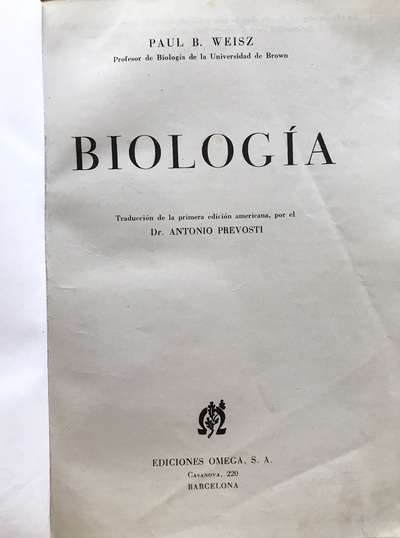 PAUL B. WEISZ
Profesor de Biología de la Universidad de Brown
BIOLOGÍA
Traducción de la primera edición americana, por el
Dr. ANTONIO PREVOSTI
EDICIONES OMEGA, S. A.
Casanova, 220
BARCELONA